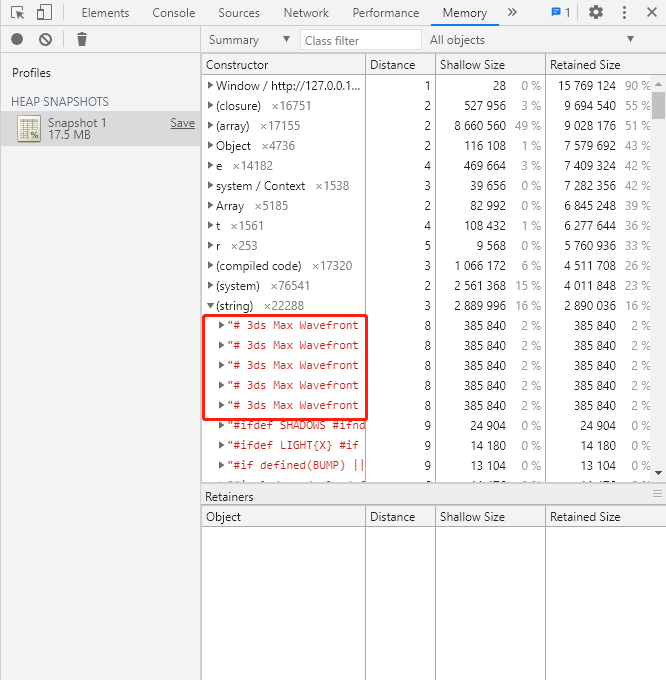 Elements Console Sources Network Performance Memory » 1
Summary Class filter All objects
Profiles
HEAP SNAPSHOTS
Snapshot 1 Save
17.5 MB
Constructor Distance Shallow Size Retained Size
Window / http://127.0.0.1... 1 28 0 % 15 769 124 90 %
(closure) ×16751 2 527 956 3 % 9 694 540 55 %
(array) ×17155 2 8 660 560 49 % 9 028 176 51 %
Object ×4736 2 116 108 1 % 7 579 692 43 %
e ×14182 4 469 664 3 % 7 409 324 42 %
system / Context ×1538 3 39 656 0 % 7 282 356 42 %
Array ×5185 2 82 992 0 % 6 845 248 39 %
t ×1561 4 108 432 1 % 6 277 644 36 %
r ×253 5 9 568 0 % 5 760 936 33 %
(compiled code) ×17320 3 1 066 172 6 % 4 511 708 26 %
(system) ×76541 2 2 561 368 15 % 4 011 848 23 %
(string) ×22288 3 2 889 996 16 % 2 890 036 16 %
"# 3ds Max Wavefront 8 385 840 2 % 385 840 2 %
"# 3ds Max Wavefront 8 385 840 2 % 385 840 2 %
"# 3ds Max Wavefront 8 385 840 2 % 385 840 2 %
"# 3ds Max Wavefront 8 385 840 2 % 385 840 2 %
"# 3ds Max Wavefront 8 385 840 2 % 385 840 2 %
"#ifdef SHADOWS #ifnd 9 24 904 0 % 24 904 0 %
"#ifdef LIGHT{X} #if 9 14 180 0 % 14 180 0 %
"#if defined(BUMP) || 9 13 104 0 % 13 104 0 %
Retainers
Object Distance Shallow Size Retained Size